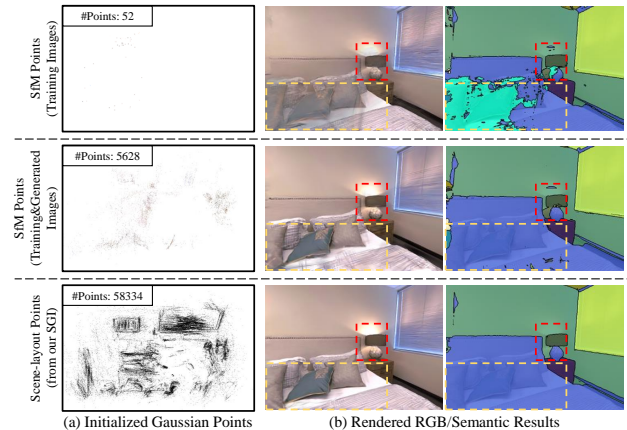 SfM Points
(Training Images)
#Points: 52
SfM Points
(Training&Generated
Images)
#Points: 5628
Scene-layout Points
(from our SGI)
#Points: 58334
(a) Initialized Gaussian Points
(b) Rendered RGB/Semantic Results